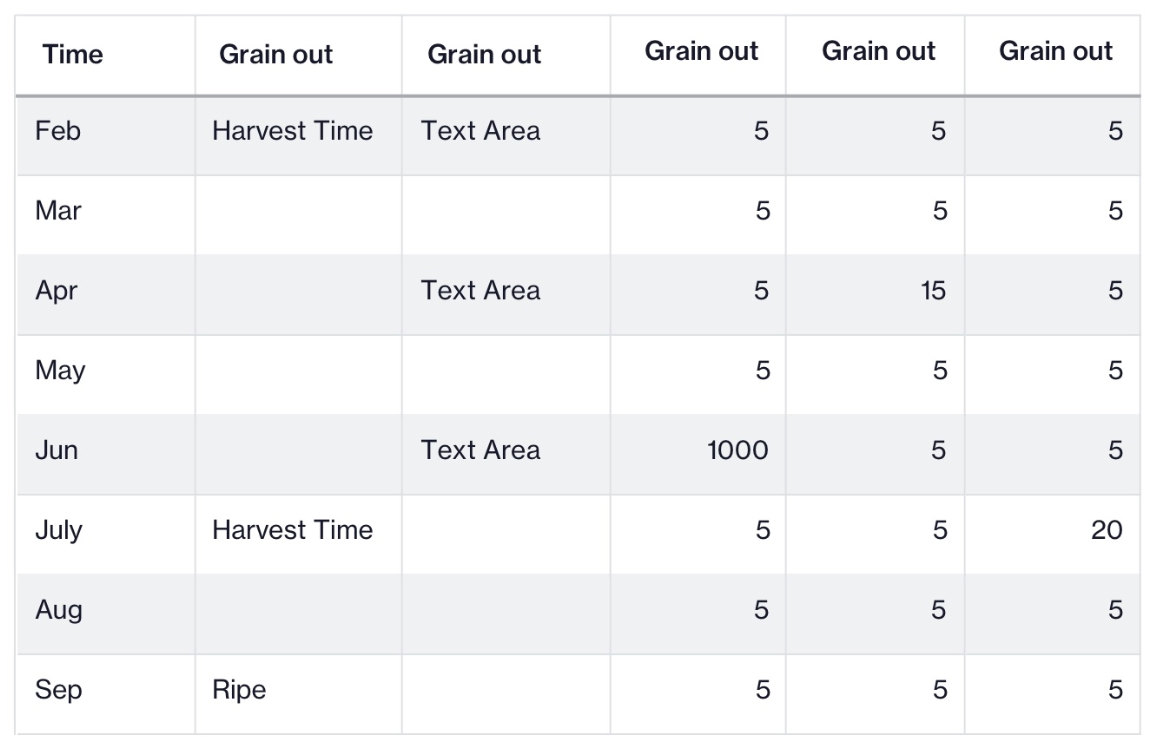 Time Grain out Grain out Grain out Grain out Grain out
Feb Harvest Time Text Area 5 5 5
Mar 5 5 5
Apr Text Area 5 15 5
May 5 5 5
Jun Text Area 1000 5 5
July Harvest Time 5 5 20
Aug 5 5 5
Sep Ripe 5 5 5